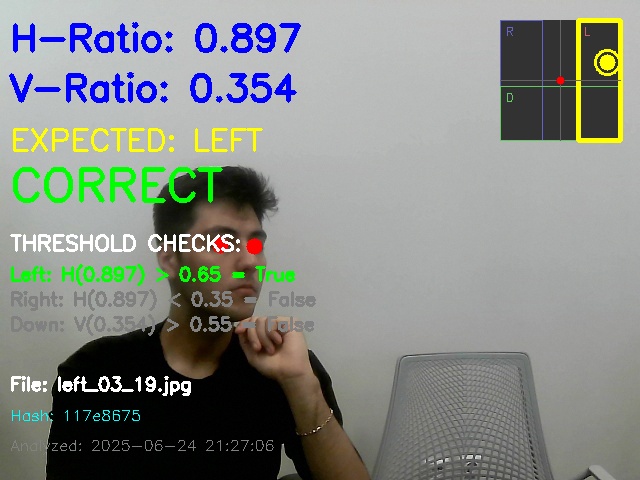 H-Ratio: 0.897
V-Ratio: 0.354
EXPECTED: LEFT
CORRECT
THRESHOLD CHECKS:
Left: H(0.897) > 0.65 = True
Right: H(0.897) < 0.35 = False
Down: V(0.354) > 0.55 = False
File: left_03_19.jpg
Hash: 117e8675
Analyzed: 2025-06-24 21:27:06
R
L
D